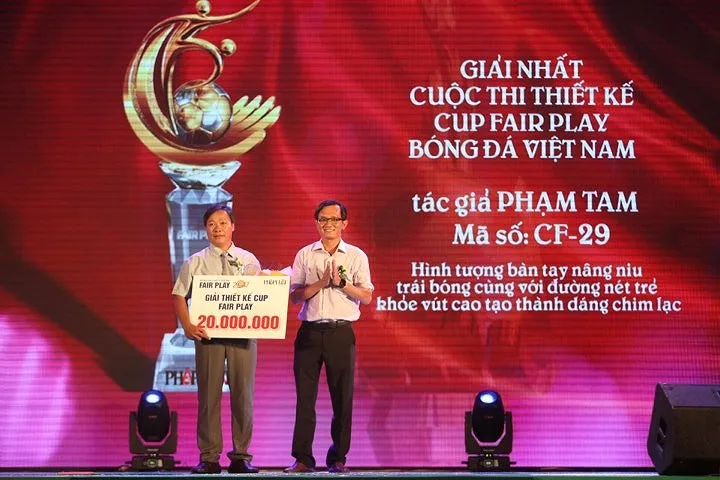 GIẢI NHẤT
CUỘC THI THIẾT KẾ
CUP FAIR PLAY
BÓNG ĐÁ VIỆT NAM
tác giả PHẠM TAM
Mã số: CF-29
Hình tượng bàn tay nâng niu
trái bóng cùng với đường nét trẻ
khỏe vút cao tạo thành dáng chim lạc
FAIR PLAY
FAIR PLAY
GIẢI THIẾT KẾ CUP
FAIR PLAY
20.000.000